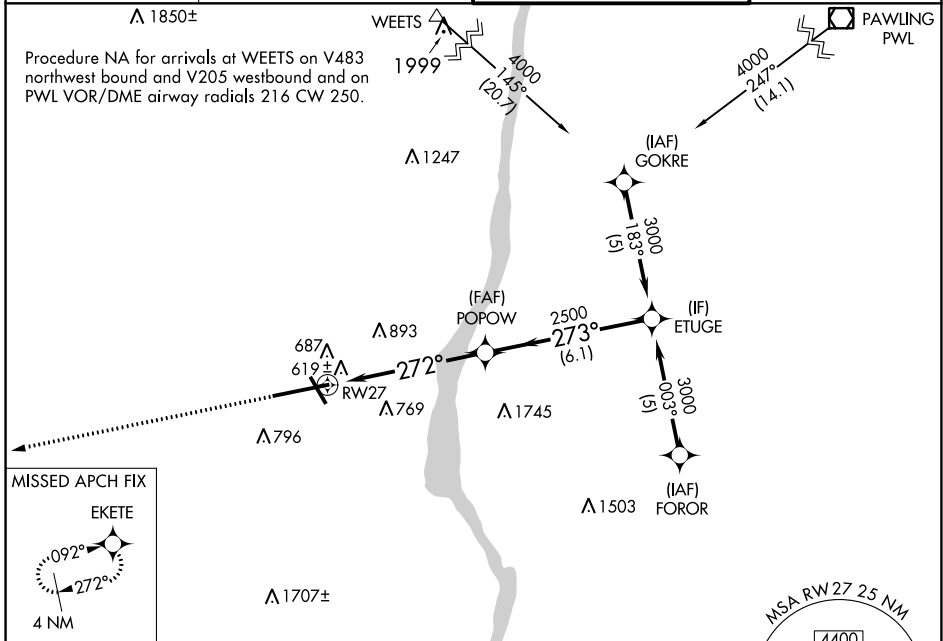 1850±
WEETS
PAWLING
PWL
Procedure NA for arrivals at WEETS on V483
northwest bound and V205 westbound and on
PWL VOR/DME airway radials 216 CW 250.
1999
4000
145°
(20.7)
4000
247°
(14.1)
1247
(IAF)
GOKRE
3000
183°
(5)
(FAF)
POPOW
2500
273°
(6.1)
(IF)
ETUGE
893
687
619±
272°
RW27
769
1745
796
3000
003°
(5)
(IAF)
FOROR
1503
MISSED APCH FIX
EKETE
092°
272°
4 NM
1707±
MSA RW27 25 NM
4400